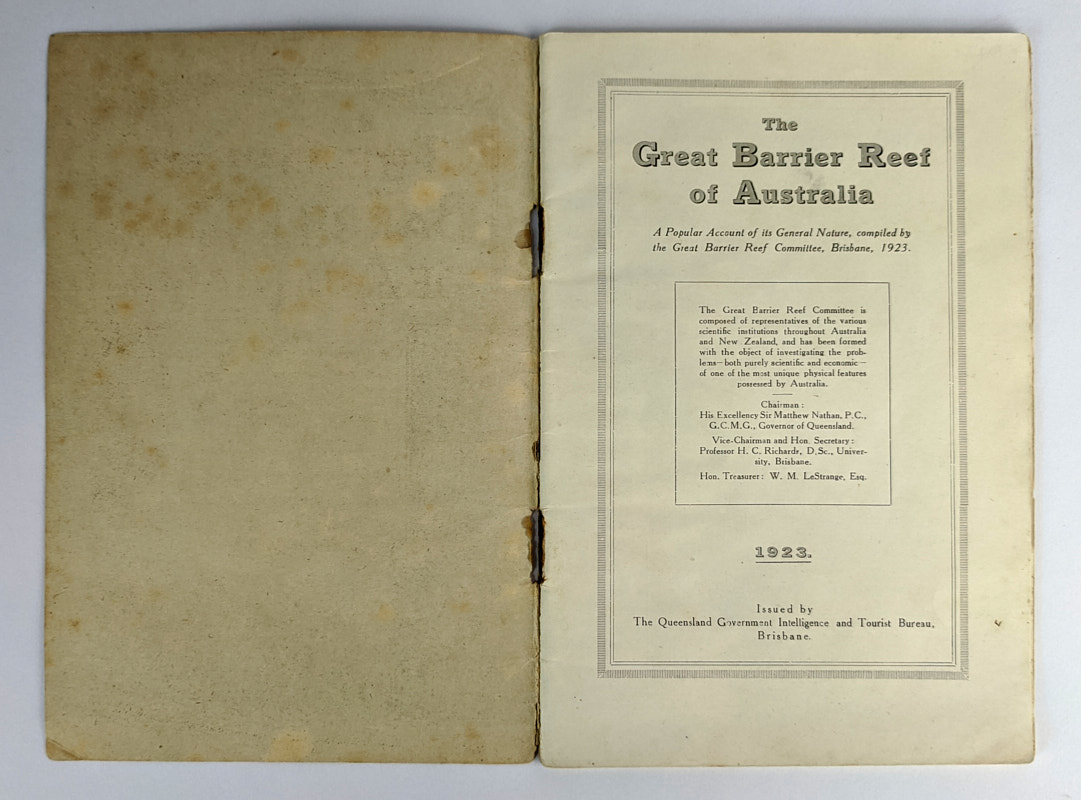 The
Great Barrier Reef
of Australia
A Popular Account of its General Nature, compiled by
the Great Barrier Reef Committee, Brisbane, 1923.
The Great Barrier Reef Committee is
composed of representatives of the various
scientific institutions throughout Australia
and New Zealand, and has been formed
with the object of investigating the prob-
lems—both purely scientific and economic—
of one of the most unique physical features
possessed by Australia.
Chairman:
His Excellency Sir Matthew Nathan, P.C.,
G.C.M.G., Governor of Queensland.
Vice-Chairman and Hon. Secretary:
Professor H. C. Richards, D.Sc., Univer-
sity, Brisbane.
Hon. Treasurer: W. M. LeStrange, Esq.
1923.
Issued by
The Queensland Government Intelligence and Tourist Bureau,
Brisbane.